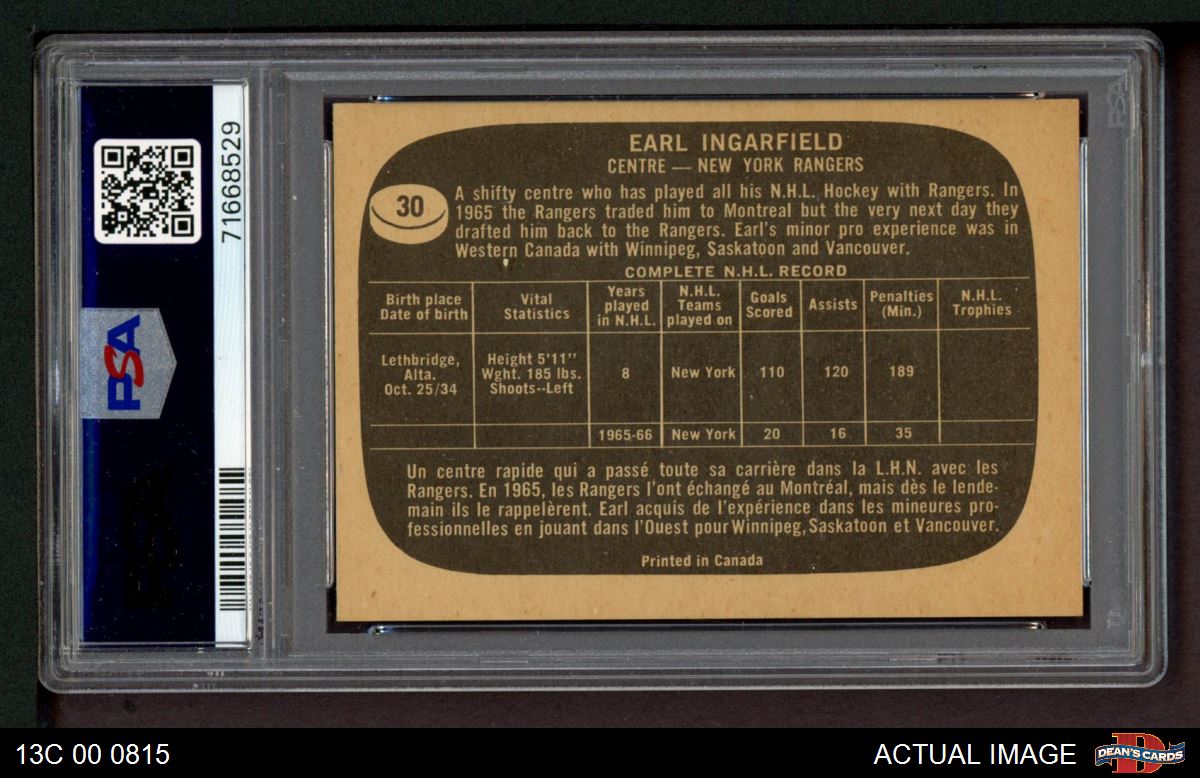 71668529
PSA
EARL INGARFIELD
CENTRE — NEW YORK RANGERS
30
A shifty centre who has played all his N.H.L. Hockey with Rangers. In
1965 the Rangers traded him to Montreal but the very next day they
drafted him back to the Rangers. Earl's minor pro experience was in
Western Canada with Winnipeg, Saskatoon and Vancouver.
COMPLETE N.H.L. RECORD
Birth place
Date of birth
Vital
Statistics
Years
played
in N.H.L.
N.H.L.
Teams
played on
Goals
Scored
Assists
Penalties
(Min.)
N.H.L.
Trophies
Lethbridge,
Alta.
Oct. 25/34
Height 5'11''
Wght. 185 lbs.
Shoots--Left
8
New York
110
120
189
1965-66
New York
20
16
35
Un centre rapide qui a passé toute sa carrière dans la L.H.N. avec les
Rangers. En 1965, les Rangers l'ont échangé au Montréal, mais dès le lende-
main ils le rappelèrent. Earl acquis de l'expérience dans les mineures pro-
fessionnelles en jouant dans l'Ouest pour Winnipeg, Saskatoon et Vancouver.
Printed in Canada
PSA
13C 00 0815
ACTUAL IMAGE
DEAN'S CARDS